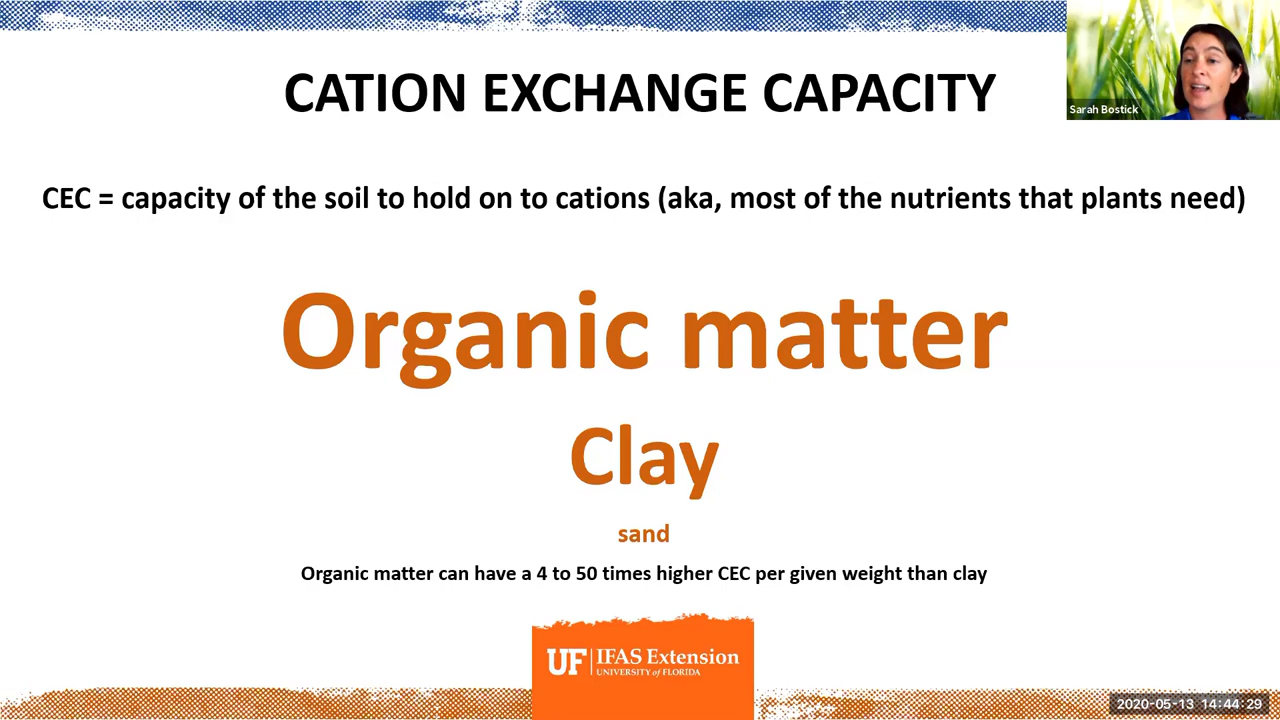 CATION EXCHANGE CAPACITY
Sarah Bostick
CEC = capacity of the soil to hold on to cations (aka, most of the nutrients that plants need)
Organic matter
Clay
sand
Organic matter can have a 4 to 50 times higher CEC per given weight than clay
UF IFAS Extension
UNIVERSITY of FLORIDA
2020-05-13 14:44:29